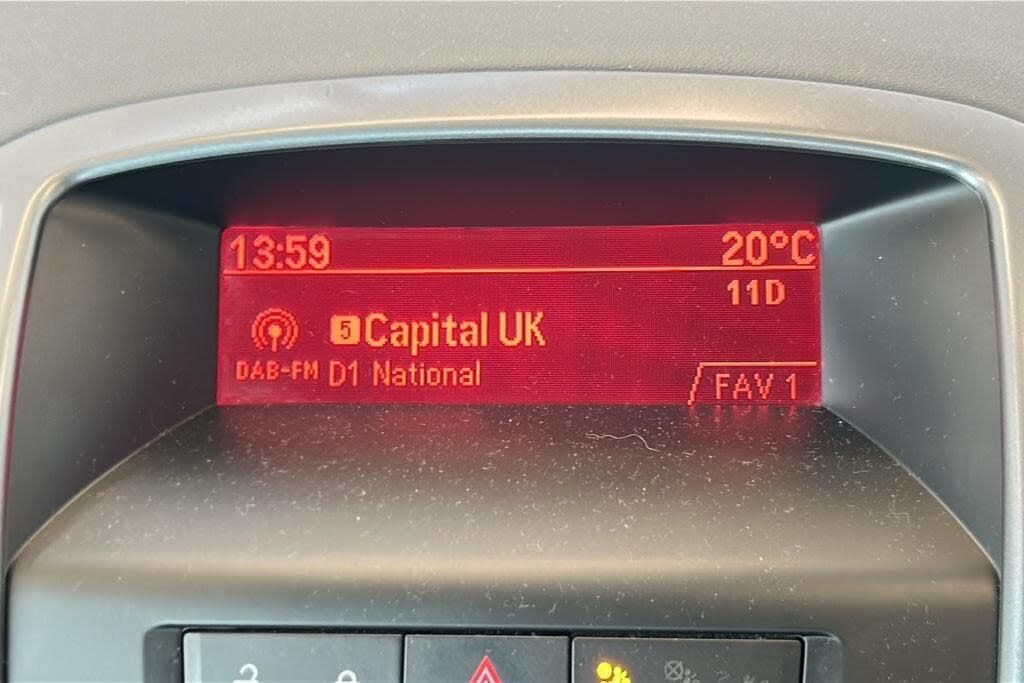 13:59 20°C
11D
5 Capital UK
DAB-FM D1 National
FAV 1